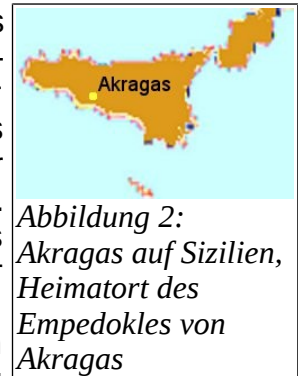 Akragas
Abbildung 2:
Akragas auf Sizilien,
Heimatort des
Empedokles von
Akragas